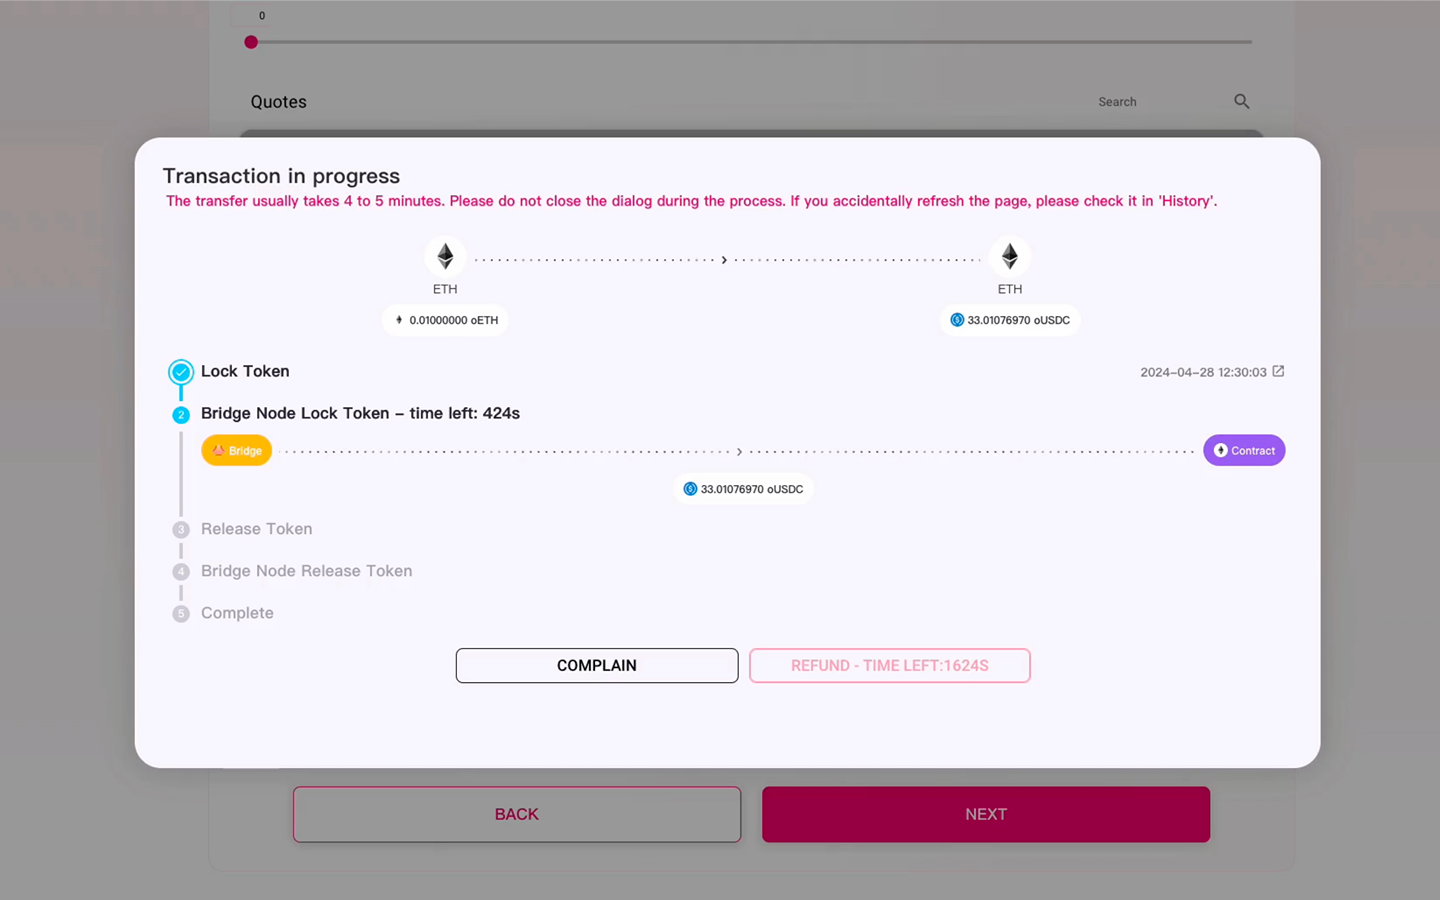 0
Quotes
Search
Transaction in progress
The transfer usually takes 4 to 5 minutes. Please do not close the dialog during the process. If you accidentally refresh the page, please check it in 'History'.
ETH
ETH
0.01000000 oETH
33.01076970 oUSDC
Lock Token
2024-04-28 12:30:03
2
Bridge Node Lock Token - time left: 424s
Bridge
Contract
33.01076970 oUSDC
3
Release Token
4
Bridge Node Release Token
5
Complete
COMPLAIN
REFUND - TIME LEFT:1624S
BACK
NEXT